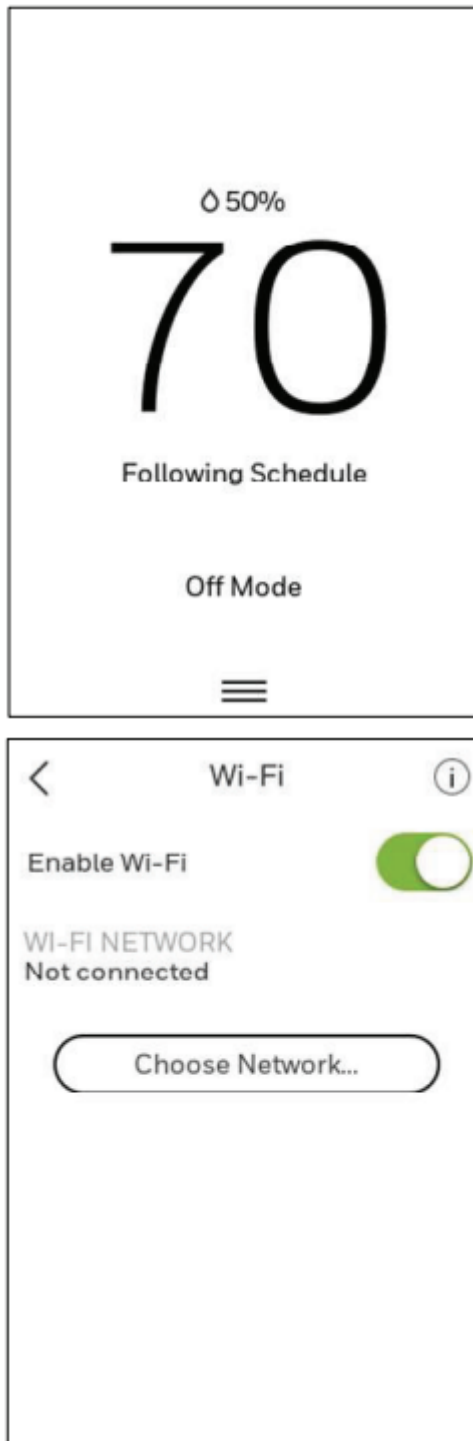 50%
70
Following Schedule
Off Mode
Wi-Fi i
Enable Wi-Fi
WI-FI NETWORK
Not connected
Choose Network...